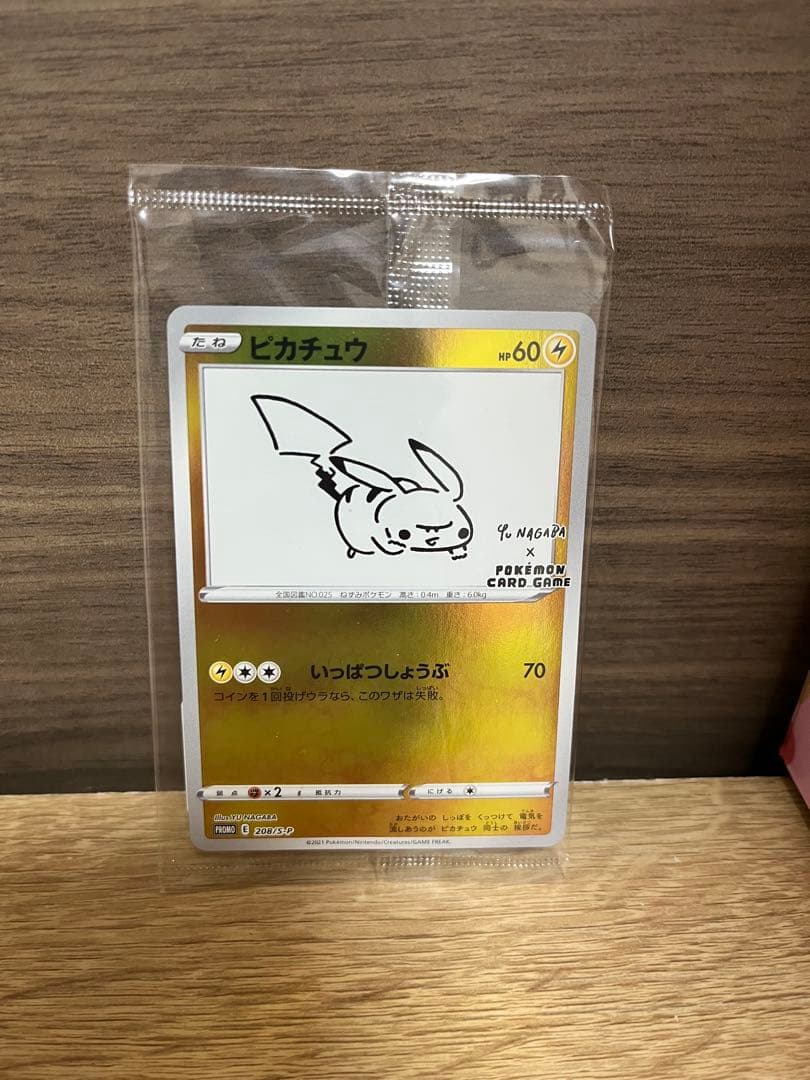 たね ピカチュウ HP60
Yu NAGABA
×
POKÉMON
CARD GAME
全国図鑑NO.025 ねずみポケモン 高さ:0.4m 重さ:6.0kg
いっぱつしょうぶ 70
コインを1回投げウラなら、このワザは失敗。
弱点 ×2 抵抗力 にげる
illus. YU NAGABA
PROMO E 208/S-P
おたがいの しっぽを くっつけて 電気を
流しあうのが ピカチュウ 同士の 挨拶だ。
©2021 Pokémon/Nintendo/Creatures/GAME FREAK.